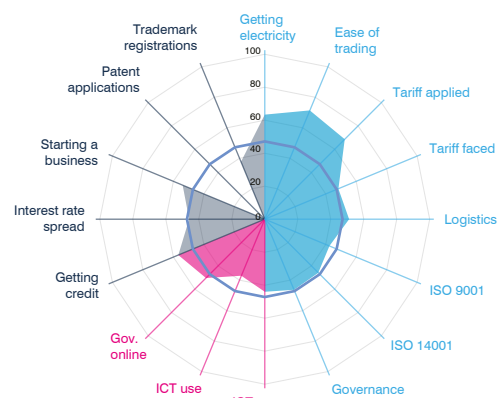 Getting
electricity
Ease of
trading
Tariff applied
Tariff faced
Logistics
ISO 9001
ISO 14001
Governance
ICT use
Gov.
online
Getting
credit
Interest rate
spread
Starting a
business
Patent
applications
Trademark
registrations
100
80
60
40
20
0